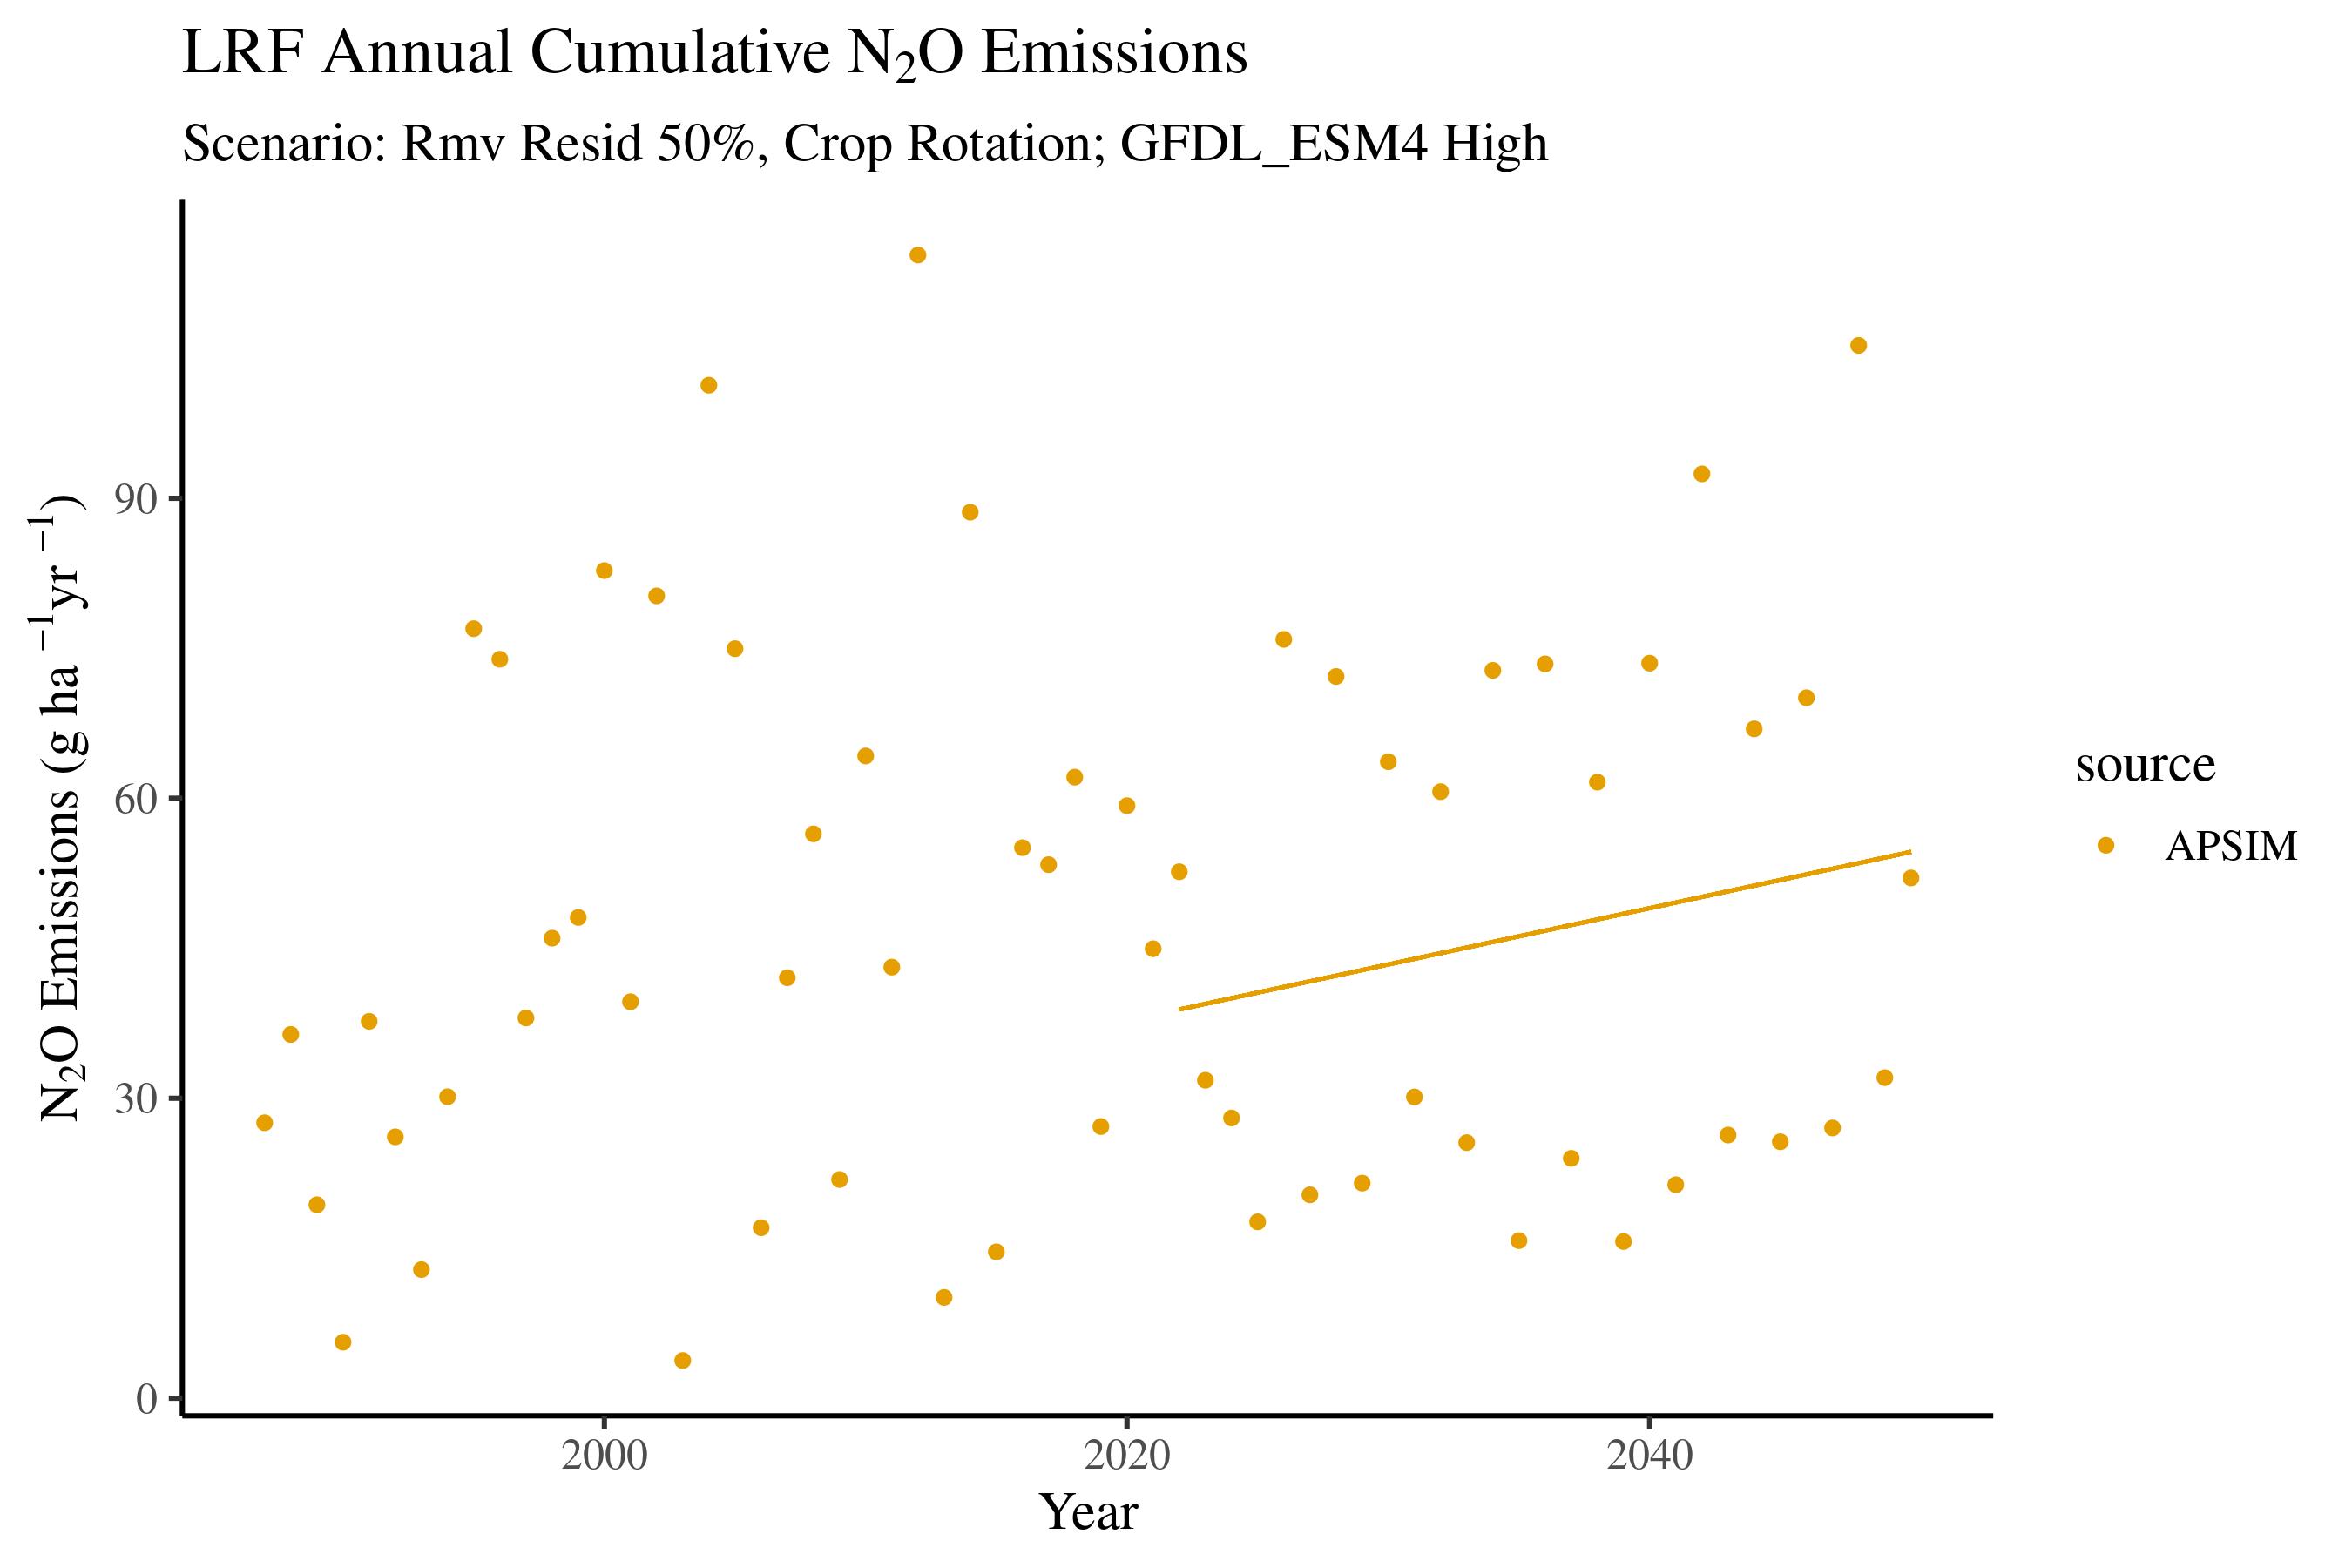 LRF Annual Cumulative N₂O Emissions
Scenario: Rmv Resid 50%, Crop Rotation; GFDL_ESM4 High
N₂O Emissions (g ha ⁻¹yr ⁻¹)
90
60
30
0
2000 2020 2040
Year
source
APSIM